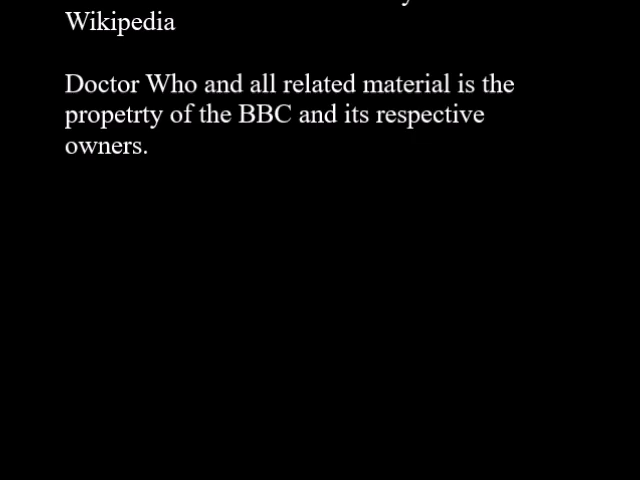 Wikipedia
Doctor Who and all related material is the
propetrty of the BBC and its respective
owners.